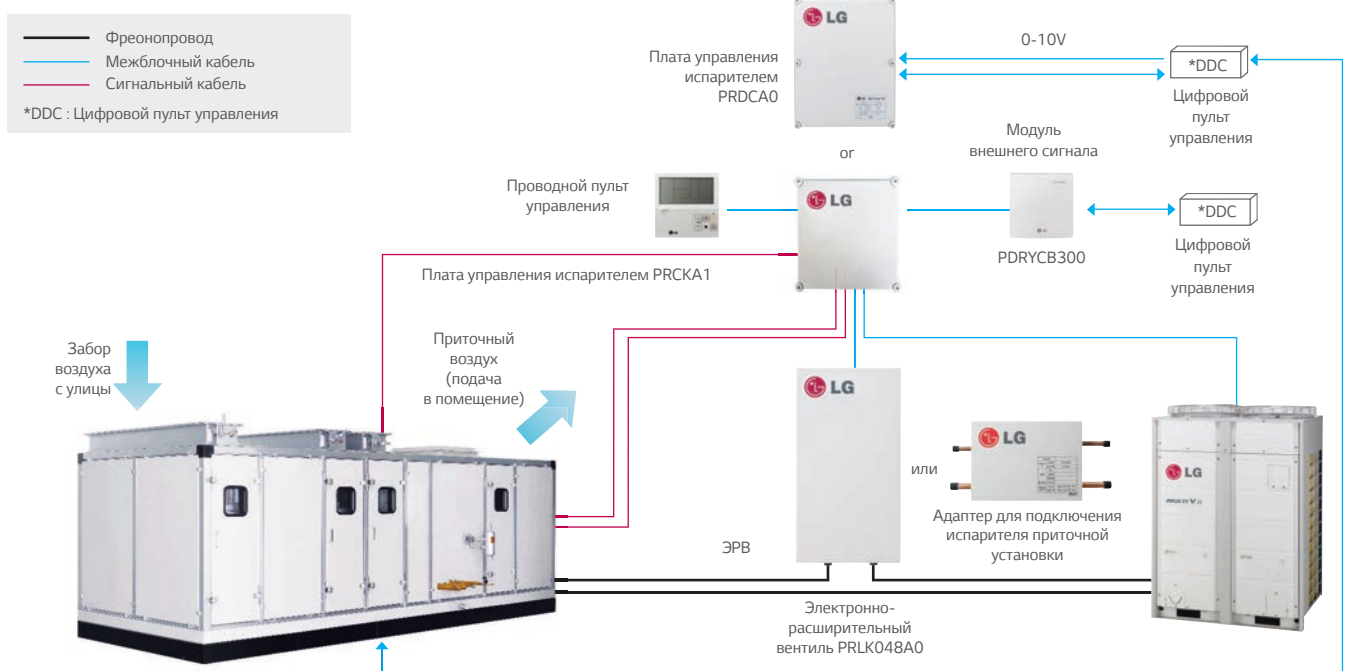 Фреонопровод
Межблочный кабель
Сигнальный кабель
*DDC : Цифровой пульт управления
LG
Плата управления
испарителем
PRDCA0
0-10V
*DDC
Цифровой
пульт
управления
or
Модуль
внешнего сигнала
Проводной пульт
управления
LG
*DDC
PDRYCB300
Цифровой
пульт
управления
Плата управления испарителем PRCKA1
Забор
воздуха
с улицы
Приточный
воздух
(подача
в помещение)
LG
или
LG
LG
MULTI V
Адаптер для подключения
испарителя приточной
установки
ЭРВ
Электронно-
расширительный
вентиль PRLK048A0